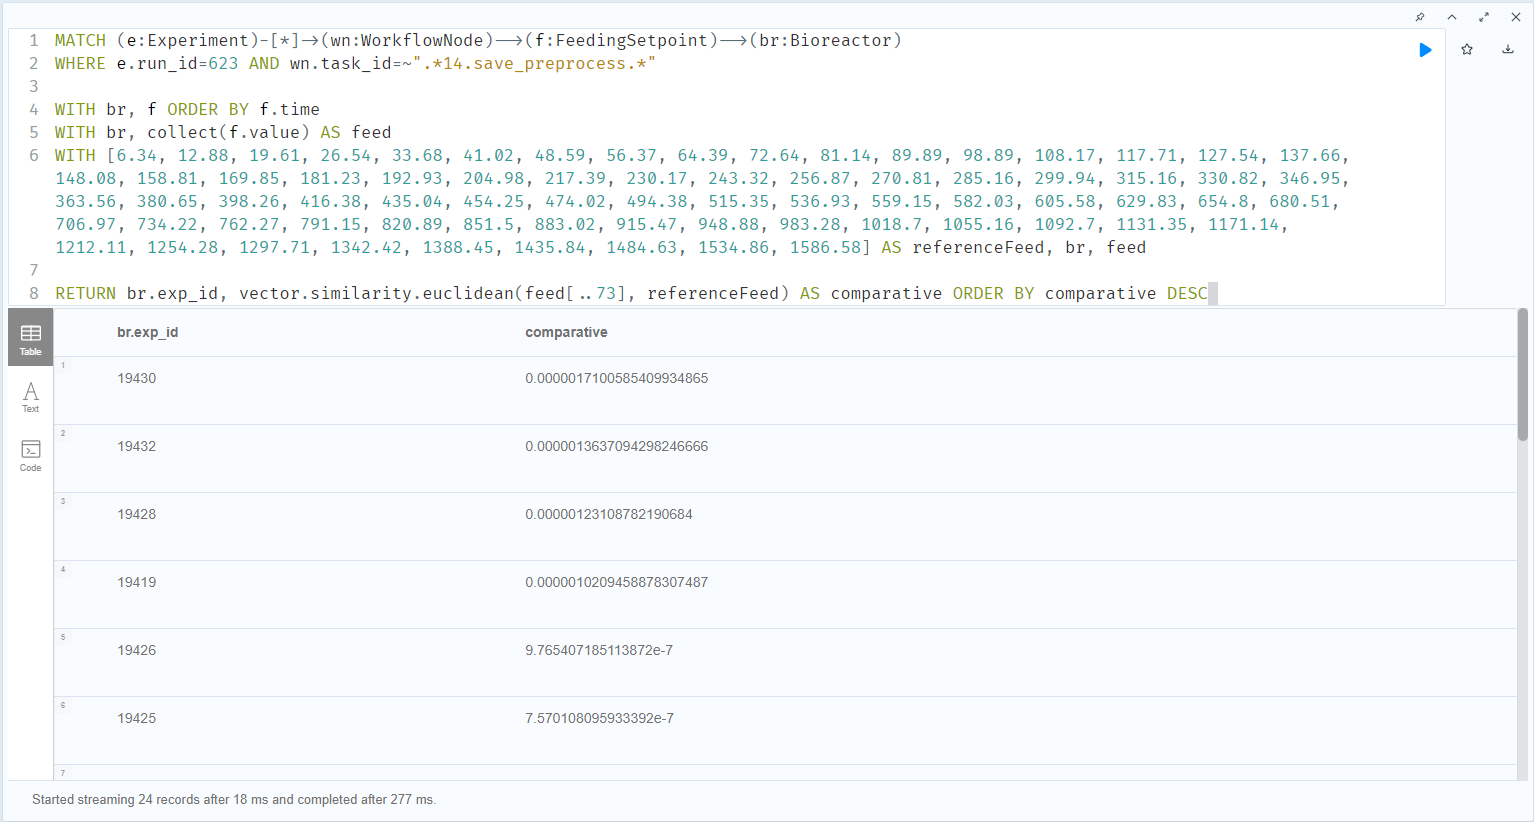 1 MATCH (e:Experiment)-[*]->(wn:WorkflowNode)-->(f:FeedingSetpoint)-->(br:Bioreactor)
2 WHERE e.run_id=623 AND wn.task_id=~".*14.save_preprocess.*"
3
4 WITH br, f ORDER BY f.time
5 WITH br, collect(f.value) AS feed
6 WITH [6.34, 12.88, 19.61, 26.54, 33.68, 41.02, 48.59, 56.37, 64.39, 72.64, 81.14, 89.89, 98.89, 108.17, 117.71, 127.54, 137.66,
148.08, 158.81, 169.85, 181.23, 192.93, 204.98, 217.39, 230.17, 243.32, 256.87, 270.81, 285.16, 299.94, 315.16, 330.82, 346.95,
363.56, 380.65, 398.26, 416.38, 435.04, 454.25, 474.02, 494.38, 515.35, 536.93, 559.15, 582.03, 605.58, 629.83, 654.8, 680.51,
706.97, 734.22, 762.27, 791.15, 820.89, 851.5, 883.02, 915.47, 948.88, 983.28, 1018.7, 1055.16, 1092.7, 1131.35, 1171.14,
1212.11, 1254.28, 1297.71, 1342.42, 1388.45, 1435.84, 1484.63, 1534.86, 1586.58] AS referenceFeed, br, feed
7
8 RETURN br.exp_id, vector.similarity.euclidean(feed[..73], referenceFeed) AS comparative ORDER BY comparative DESC
Table
Text
Code
br.exp_id comparative
1 19430 0.0000017100585409934865
2 19432 0.0000013637094298246666
3 19428 0.00000123108782190684
4 19419 0.0000010209458878307487
5 19426 9.765407185113872e-7
6 19425 7.570108095933392e-7
7
Started streaming 24 records after 18 ms and completed after 277 ms.